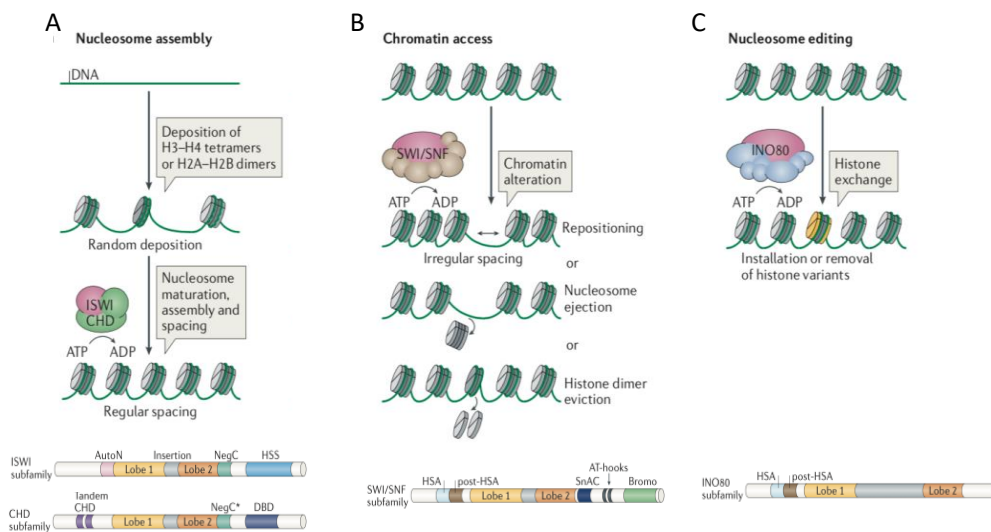 A
Nucleosome assembly
DNA
Deposition of
H3–H4 tetramers
or H2A–H2B dimers
Random deposition
Nucleosome
maturation,
assembly and
spacing
ISWI
CHD
ATP
ADP
Regular spacing
ISWI
subfamily
AutoN
Lobe 1
Insertion
Lobe 2
NegC
HSS
CHD
subfamily
Tandem
CHD
Lobe 1
Lobe 2
NegC*
DBD
B
Chromatin access
SWI/SNF
Chromatin
alteration
ATP
ADP
Repositioning
Irregular spacing
or
Nucleosome
ejection
or
Histone dimer
eviction
SWI/SNF
subfamily
HSA
post-HSA
Lobe 1
Lobe 2
SnAC
AT-hooks
Bromo
C
Nucleosome editing
INO80
Histone
exchange
ATP
ADP
Installation or removal
of histone variants
INO80
subfamily
HSA
post-HSA
Lobe 1
Lobe 2